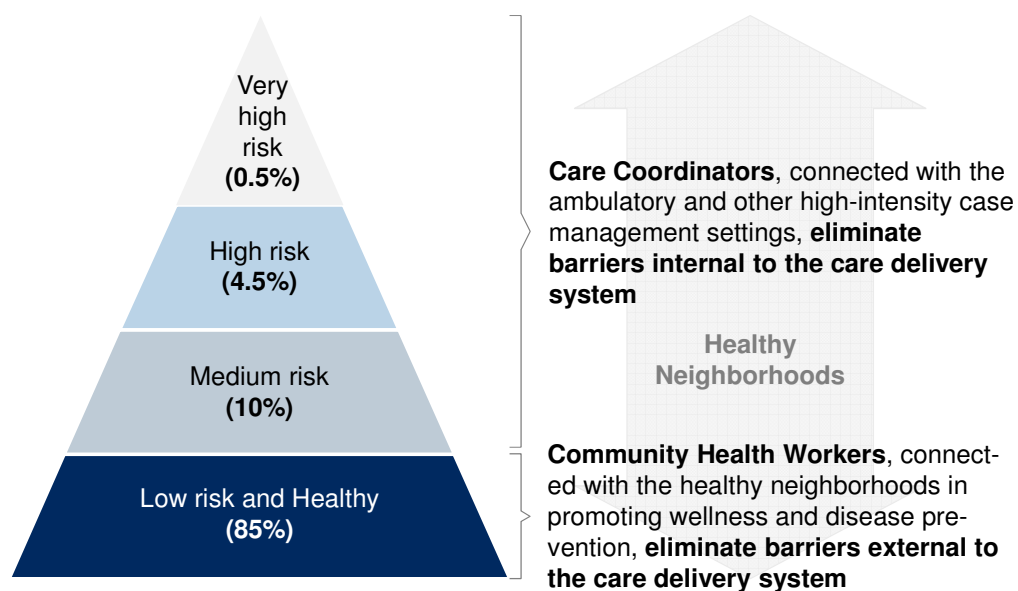 Very
high
risk
(0.5%)
High risk
(4.5%)
Medium risk
(10%)
Low risk and Healthy
(85%)
Care Coordinators, connected with the
ambulatory and other high-intensity case
management settings, eliminate
barriers internal to the care delivery
system
Healthy
Neighborhoods
Community Health Workers, connect-
ed with the healthy neighborhoods in
promoting wellness and disease pre-
vention, eliminate barriers external to
the care delivery system